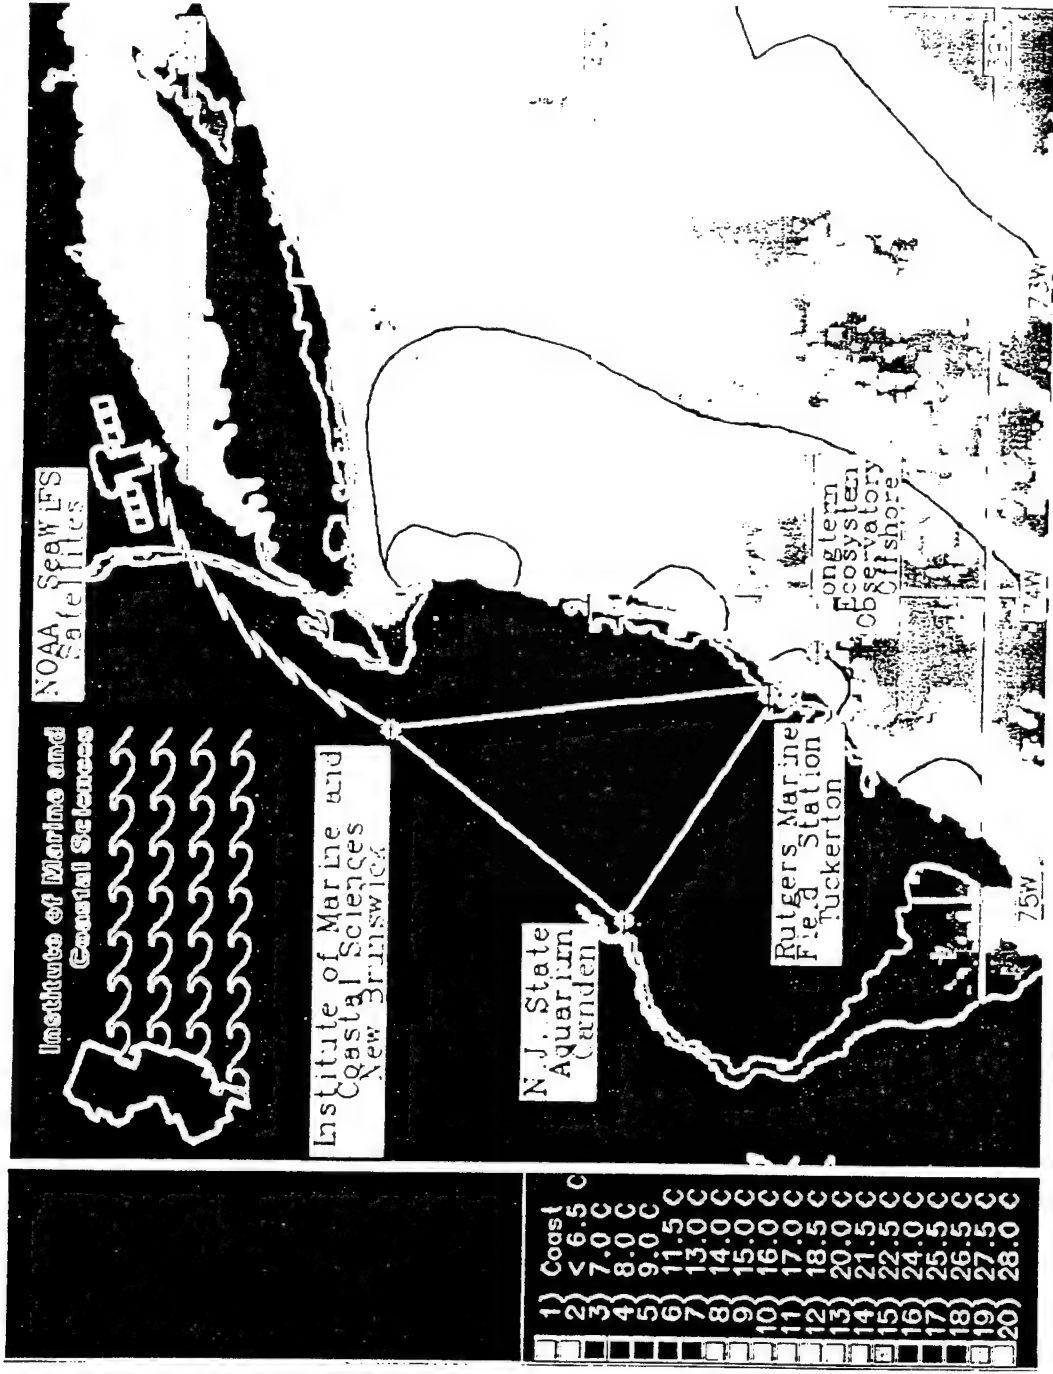 Institute of Marine and
Coastal Sciences
NOAA, SeaWiFS
Satellites
Institute of Marine and
Coastal Sciences
New Brunswick
N.J. State
Aquarium
Camden
Rutgers Marine
Field Station
Tuckerton
Longterm
Ecosystem
Observatory
Offshore
75W
74W
73W
1) Coast
2) < 6.5 C
3) 7.0 C
4) 8.0 C
5) 9.0 C
6) 11.5 C
7) 13.0 C
8) 14.0 C
9) 15.0 C
10) 16.0 C
11) 17.0 C
12) 18.5 C
13) 20.0 C
14) 21.5 C
15) 22.5 C
16) 24.0 C
17) 25.5 C
18) 26.5 C
19) 27.5 C
20) 28.0 C